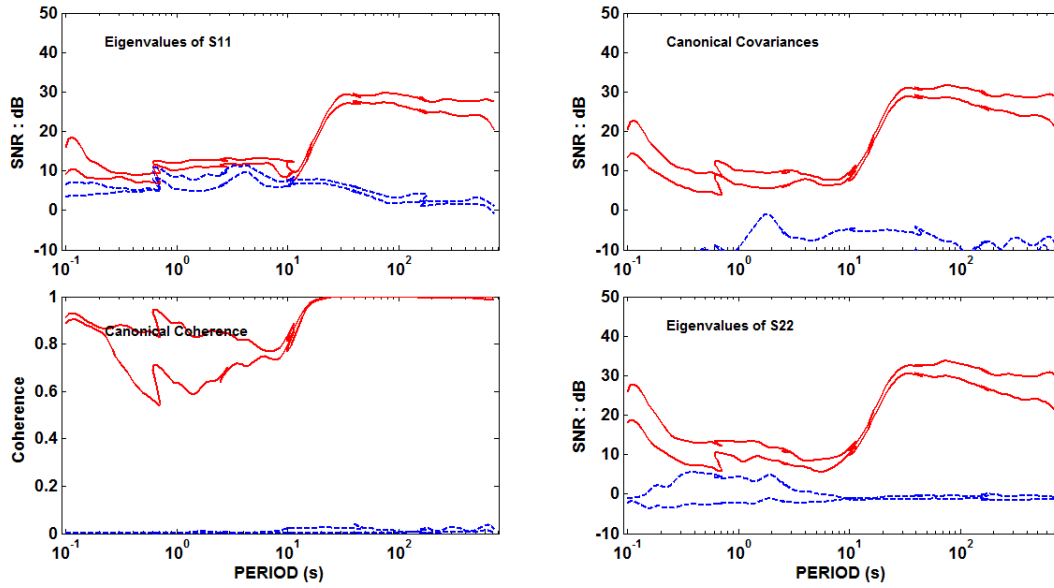 50
40
30
20
10
0
-10
SNR : dB
Eigenvalues of S11
10^-1 10^0 10^1 10^2
50
40
30
20
10
0
-10
SNR : dB
Canonical Covariances
10^-1 10^0 10^1 10^2
1
0.8
0.6
0.4
0.2
0
Coherence
Canonical Coherence
10^-1 10^0 10^1 10^2
PERIOD (s)
50
40
30
20
10
0
-10
SNR : dB
Eigenvalues of S22
10^-1 10^0 10^1 10^2
PERIOD (s)